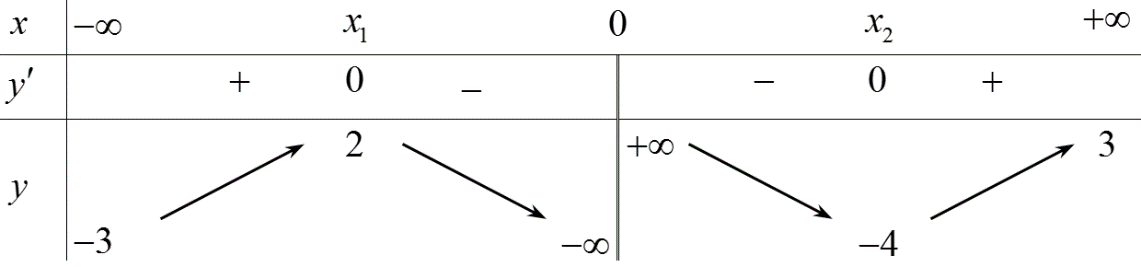 x −∞ x₁ 0 x₂ +∞
y′ + 0 − − 0 +
2 +∞ 3
y
−3 −∞ −4